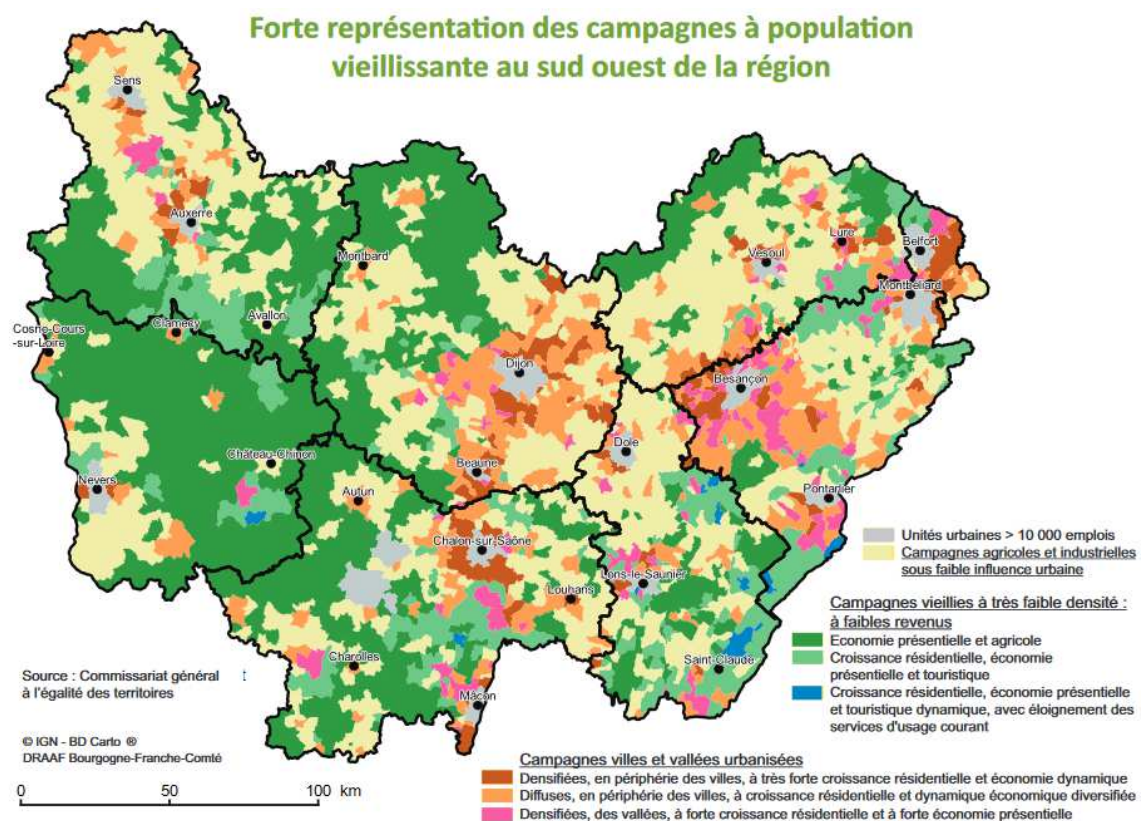 Forte représentation des campagnes à population
vieillissante au sud ouest de la région
Sens
Auxerre
Montbard
Vesoul
Lure
Belfort
Montbéliard
Cosne-Cours
-sur-Loire
Clamecy
Avallon
Dijon
Besançon
Château-Chinon
Nevers
Autun
Beaune
Dole
Pontarlier
Chalon-sur-Saône
Lons-le-Saunier
Louhans
Charolles
Mâcon
Saint-Claude
Unités urbaines > 10 000 emplois
Campagnes agricoles et industrielles
sous faible influence urbaine
Campagnes vieillies à très faible densité :
à faibles revenus
Economie présentielle et agricole
Croissance résidentielle, économie
présentielle et touristique
Croissance résidentielle, économie présentielle
et touristique dynamique, avec éloignement des
services d'usage courant
Source : Commissariat général
à l'égalité des territoires
© IGN - BD Carto ®
DRAAF Bourgogne-Franche-Comté
0 50 100 km
Campagnes villes et vallées urbanisées
Densifiées, en périphérie des villes, à très forte croissance résidentielle et économie dynamique
Diffuses, en périphérie des villes, à croissance résidentielle et dynamique économique diversifiée
Densifiées, des vallées, à forte croissance résidentielle et à forte économie présentielle